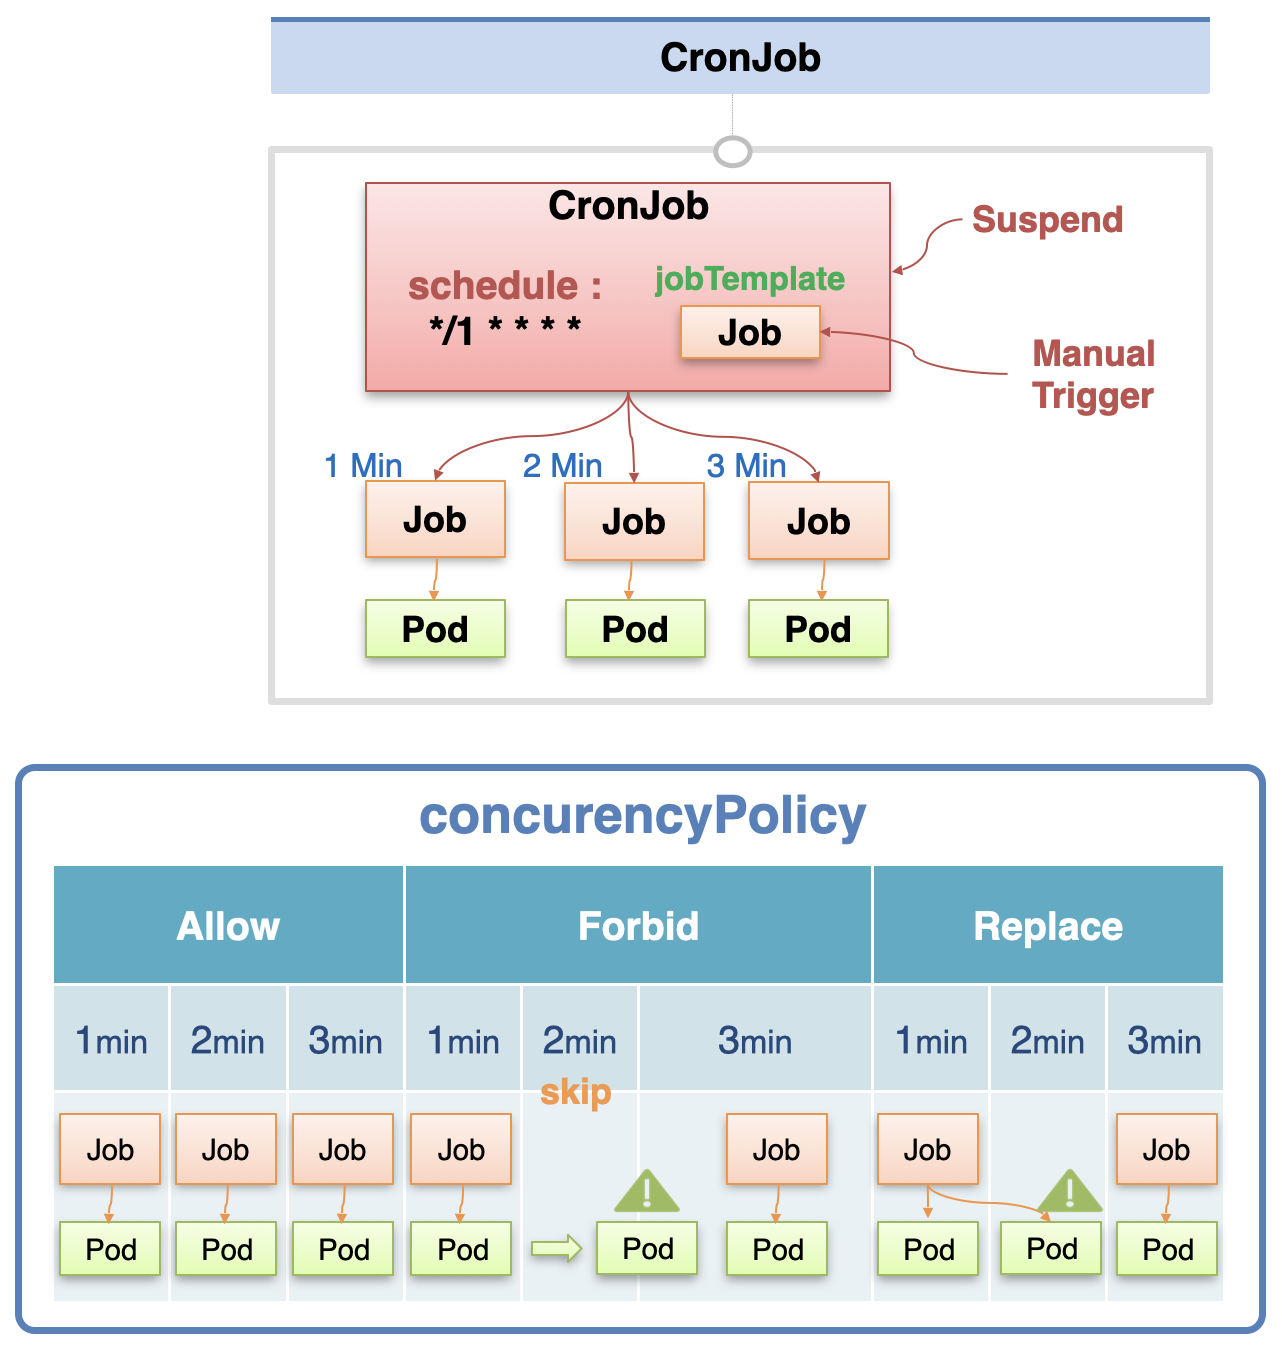 CronJob
CronJob
Suspend
schedule :
*/1 * * * *
jobTemplate
Job
Manual
Trigger
1 Min
2 Min
3 Min
Job
Job
Job
Pod
Pod
Pod
concurencyPolicy
Allow
Forbid
Replace
1min
2min
3min
1min
2min
3min
1min
2min
3min
skip
Job
Job
Job
Job
Job
Job
Job
Pod
Pod
Pod
Pod
Pod
Pod
Pod
Pod
Pod